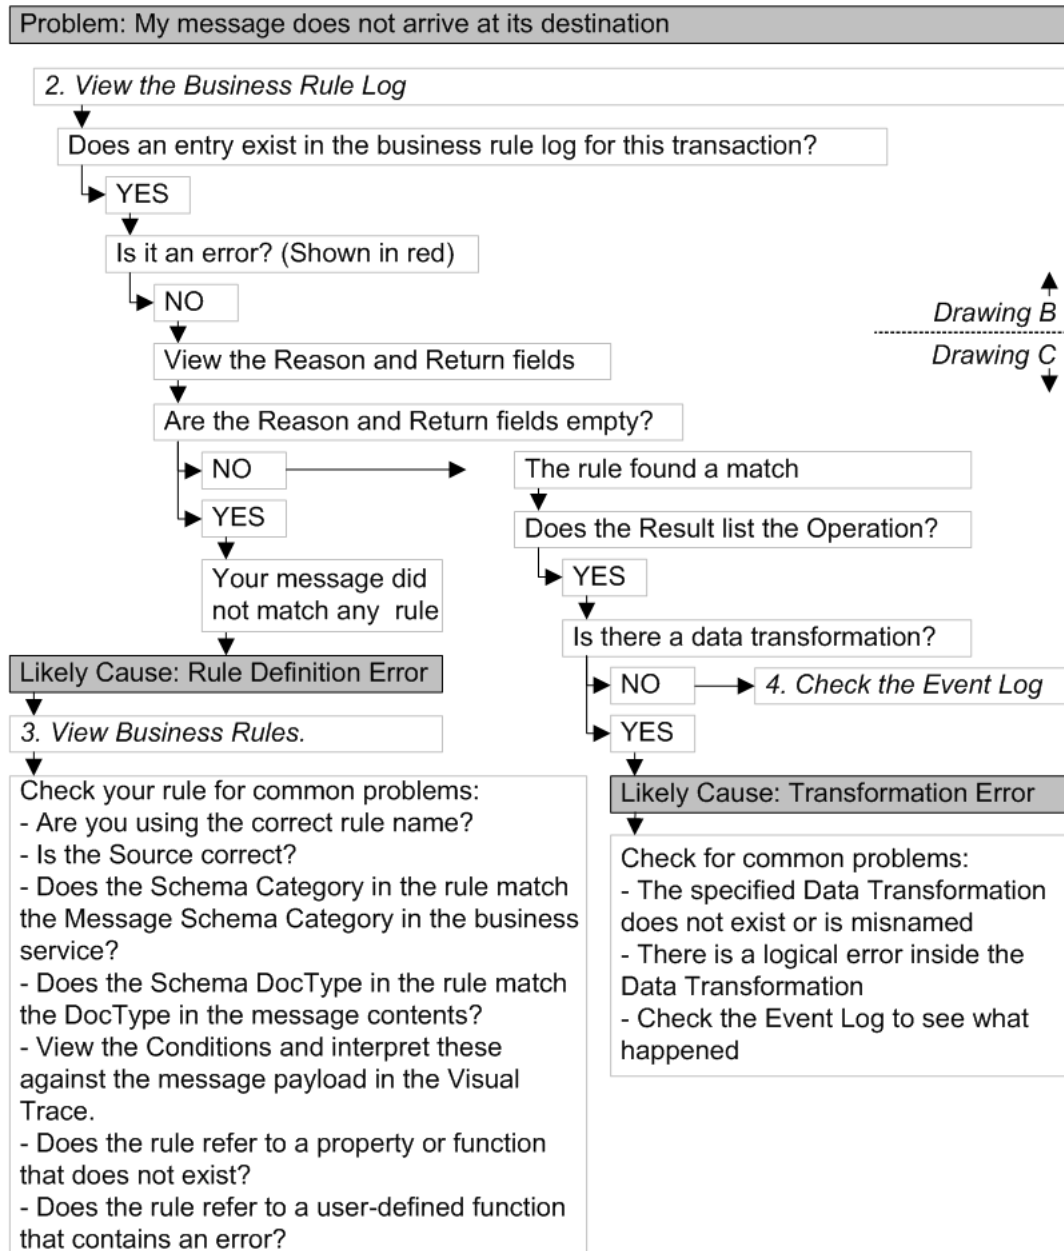 Problem: My message does not arrive at its destination
2. View the Business Rule Log
Does an entry exist in the business rule log for this transaction?
YES
Is it an error? (Shown in red)
NO
Drawing B
Drawing C
View the Reason and Return fields
Are the Reason and Return fields empty?
NO
YES
Your message did
not match any rule
Likely Cause: Rule Definition Error
3. View Business Rules.
Check your rule for common problems:
- Are you using the correct rule name?
- Is the Source correct?
- Does the Schema Category in the rule match
the Message Schema Category in the business
service?
- Does the Schema DocType in the rule match
the DocType in the message contents?
- View the Conditions and interpret these
against the message payload in the Visual
Trace.
- Does the rule refer to a property or function
that does not exist?
- Does the rule refer to a user-defined function
that contains an error?
The rule found a match
Does the Result list the Operation?
YES
Is there a data transformation?
NO
4. Check the Event Log
YES
Likely Cause: Transformation Error
Check for common problems:
- The specified Data Transformation
does not exist or is misnamed
- There is a logical error inside the
Data Transformation
- Check the Event Log to see what
happened